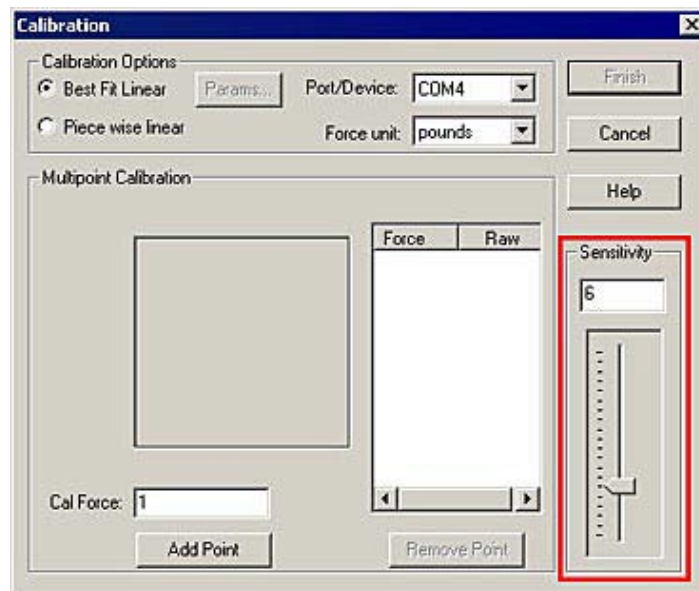 Calibration
Calibration Options
Best Fit Linear
Params...
Port/Device: COM4
Piece wise linear
Force unit: pounds
Finish
Cancel
Help
Multipoint Calibration
Force Raw
Cal Force: 1
Add Point
Remove Point
Sensitivity
6